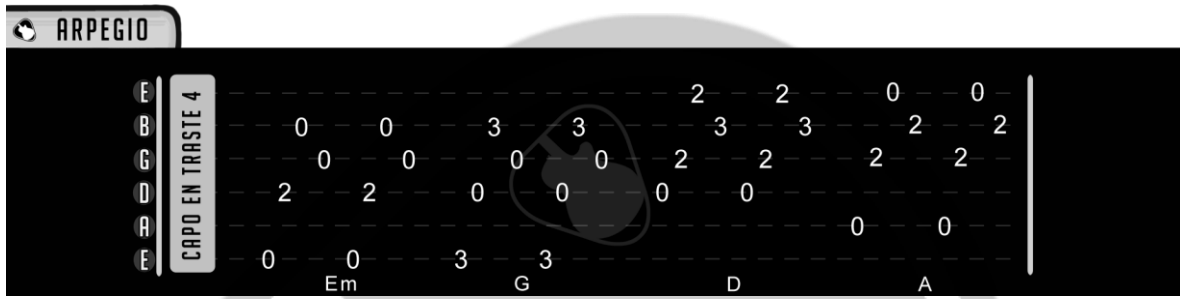 ARPEGIO
CAPO EN TRASTE 4
E 2 2 0 0
B 0 0 3 3 3 3 2 2
G 0 0 0 0 2 2 2 2
D 2 2 0 0 0 0
A 0 0
E 0 0 3 3
Em G D A